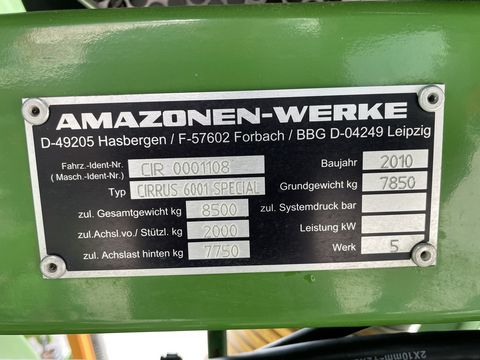 AMAZONEN-WERKE
D-49205 Hasbergen / F-57602 Forbach / BBG D-04249 Leipzig
Fahrz.-Ident-Nr. CIR 0001108 Baujahr 2010
( Masch.-Ident-Nr.)
Typ CIRRUS 6001 SPECIAL Grundgewicht kg 7850
zul. Gesamtgewicht kg 8500 zul. Systemdruck bar
zul.Achsl.vo./ Stützl. kg 2000 Leistung kW
zul. Achslast hinten kg 7750 Werk 5